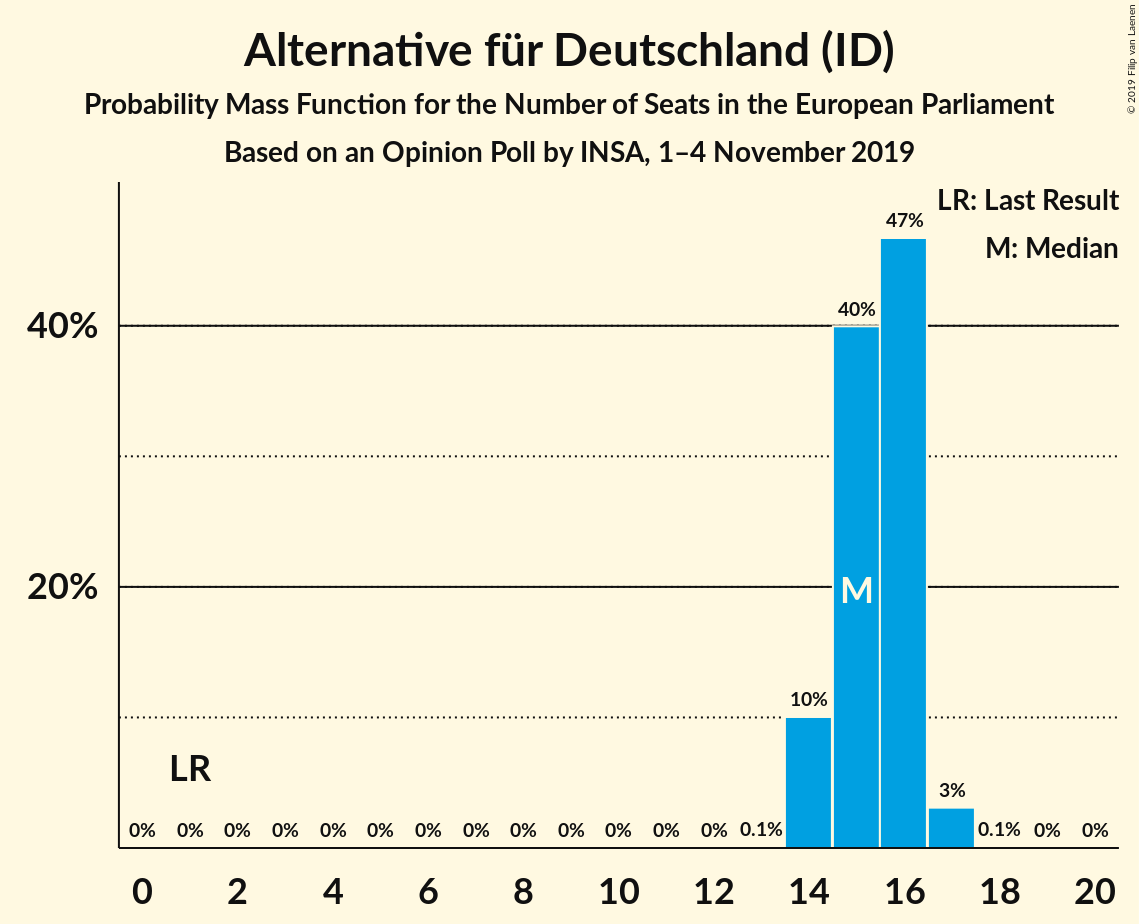 Alternative für Deutschland (ID)
Probability Mass Function for the Number of Seats in the European Parliament
Based on an Opinion Poll by INSA, 1–4 November 2019
© 2019 Filip van Laenen
LR: Last Result
M: Median
47%
40%
40%
20%
M
10%
LR
3%
0% 0% 0% 0% 0% 0% 0% 0% 0% 0% 0% 0% 0% 0.1% 0.1% 0% 0%
0 2 4 6 8 10 12 14 16 18 20